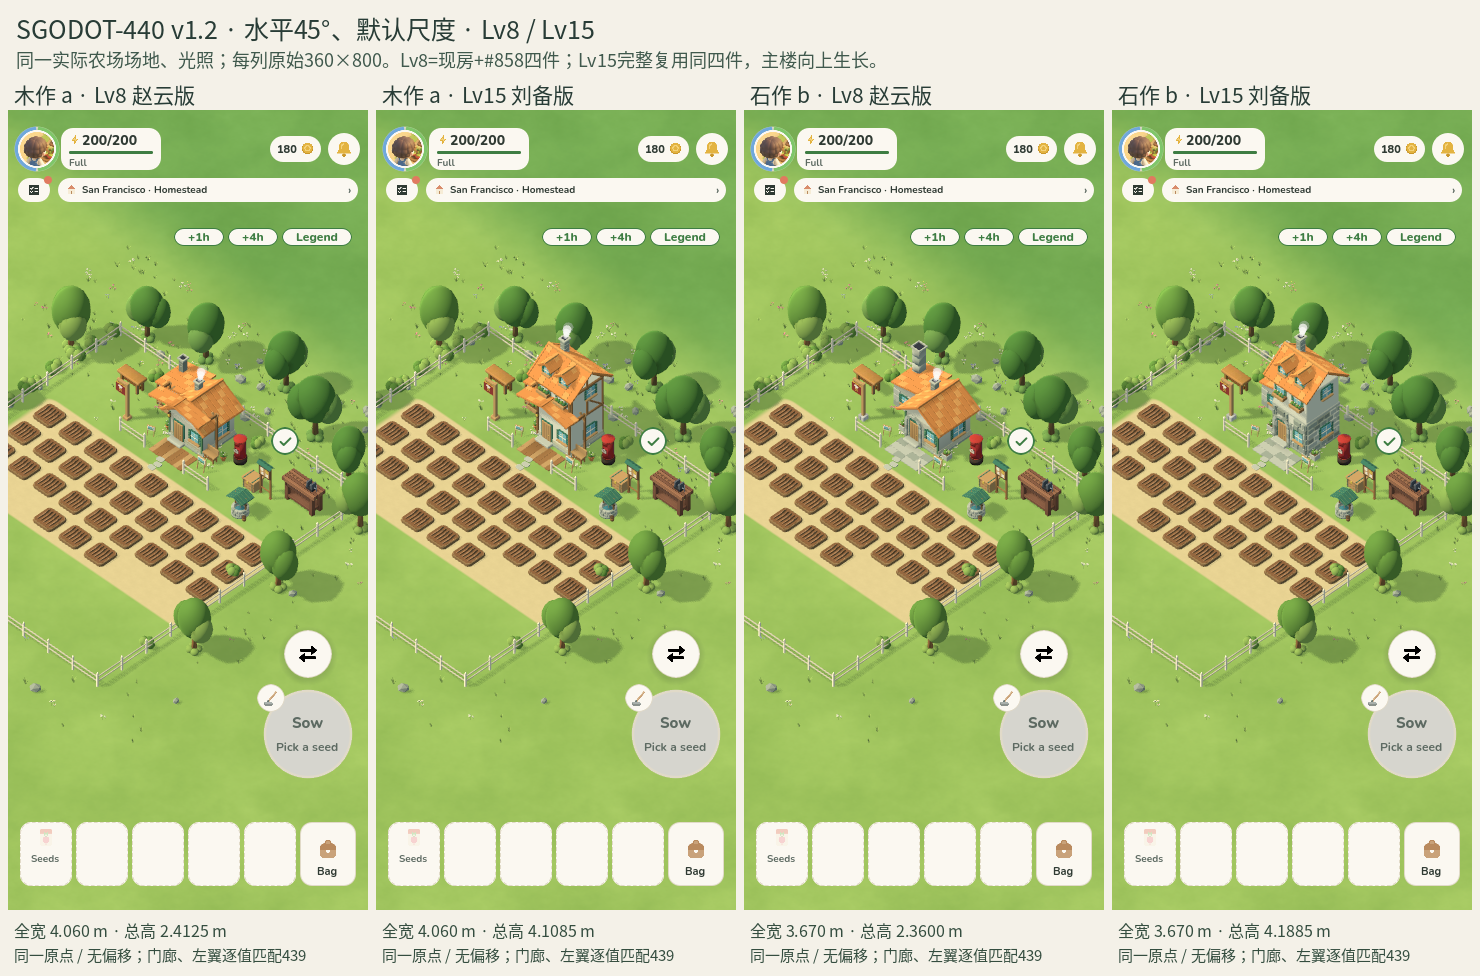 SGODOT-440 v1.2 · 水平45°、默认尺度 · Lv8 / Lv15
同一实际农场场地、光照；每列原始360×800。Lv8=现房+#858四件；Lv15完整复用同四件，主楼向上生长。
木作 a · Lv8 赵云版
200/200
Full
180
San Francisco · Homestead
+1h +4h Legend
Sow
Pick a seed
Seeds
Bag
全宽 4.060 m · 总高 2.4125 m
同一原点 / 无偏移；门廊、左翼逐值匹配439
木作 a · Lv15 刘备版
200/200
Full
180
San Francisco · Homestead
+1h +4h Legend
Sow
Pick a seed
Seeds
Bag
全宽 4.060 m · 总高 4.1085 m
同一原点 / 无偏移；门廊、左翼逐值匹配439
石作 b · Lv8 赵云版
200/200
Full
180
San Francisco · Homestead
+1h +4h Legend
Sow
Pick a seed
Seeds
Bag
全宽 3.670 m · 总高 2.3600 m
同一原点 / 无偏移；门廊、左翼逐值匹配439
石作 b · Lv15 刘备版
200/200
Full
180
San Francisco · Homestead
+1h +4h Legend
Sow
Pick a seed
Seeds
Bag
全宽 3.670 m · 总高 4.1885 m
同一原点 / 无偏移；门廊、左翼逐值匹配439